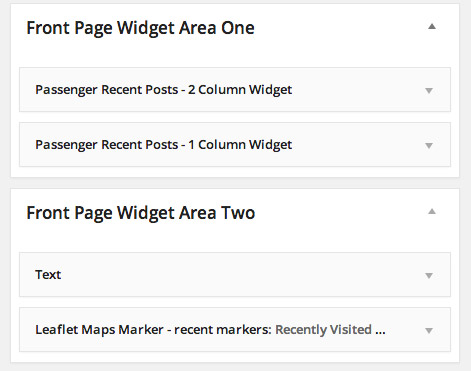 Front Page Widget Area One
Passenger Recent Posts - 2 Column Widget
Passenger Recent Posts - 1 Column Widget
Front Page Widget Area Two
Text
Leaflet Maps Marker - recent markers: Recently Visited ...